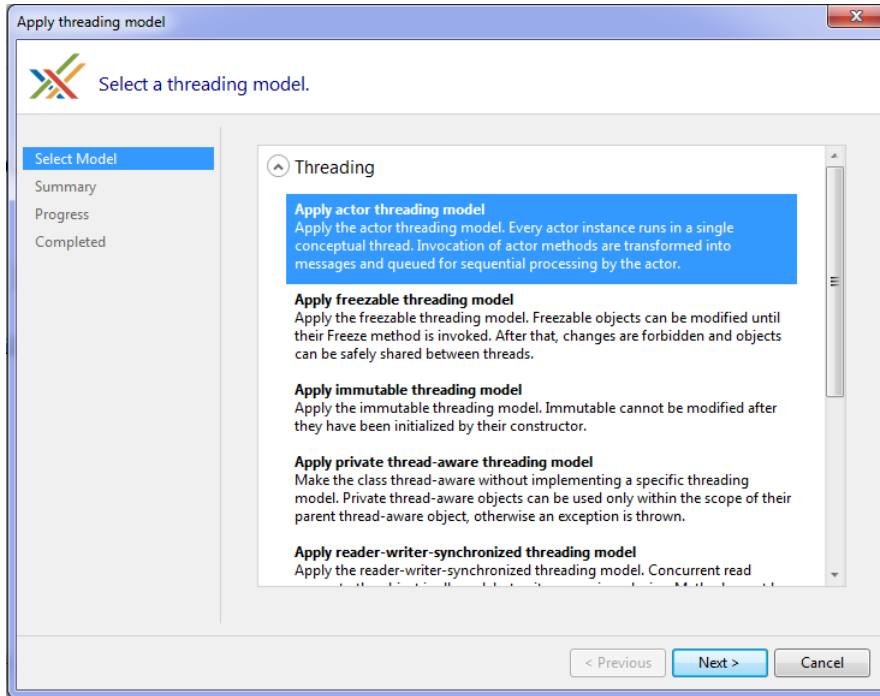 Apply threading model
Select a threading model.
Select Model
Summary
Progress
Completed
Threading
Apply actor threading model
Apply the actor threading model. Every actor instance runs in a single
conceptual thread. Invocation of actor methods are transformed into
messages and queued for sequential processing by the actor.
Apply freezable threading model
Apply the freezable threading model. Freezable objects can be modified until
their Freeze method is invoked. After that, changes are forbidden and objects
can be safely shared between threads.
Apply immutable threading model
Apply the immutable threading model. Immutable cannot be modified after
they have been initialized by their constructor.
Apply private thread-aware threading model
Make the class thread-aware without implementing a specific threading
model. Private thread-aware objects can be used only within the scope of their
parent thread-aware object, otherwise an exception is thrown.
Apply reader-writer-synchronized threading model
Apply the reader-writer-synchronized threading model. Concurrent read
< Previous
Next >
Cancel